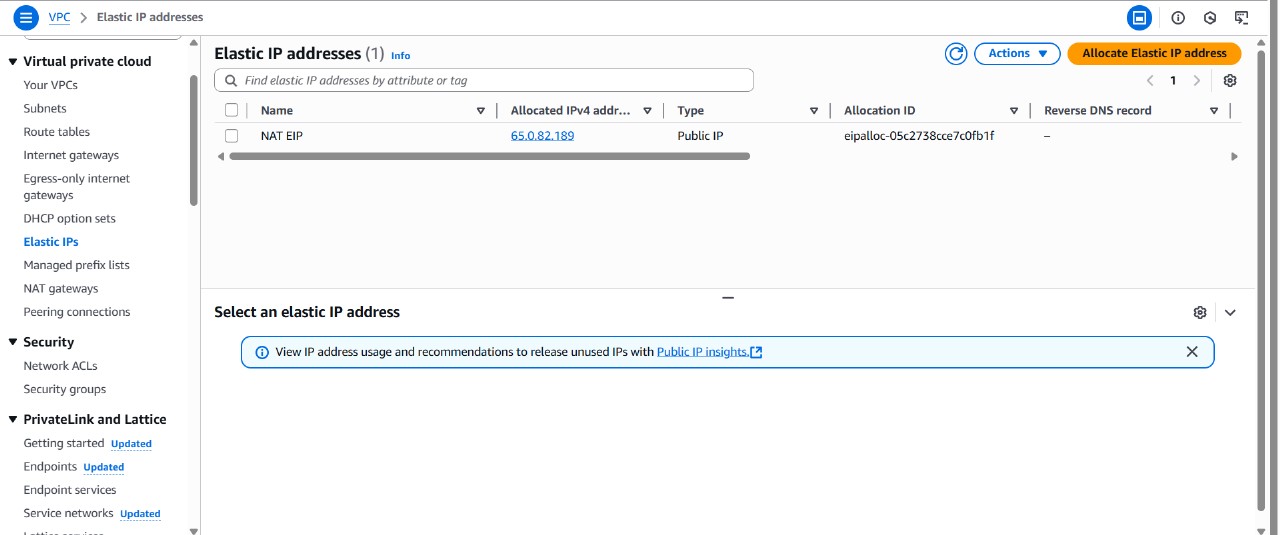 VPC > Elastic IP addresses
Virtual private cloud
Your VPCs
Subnets
Route tables
Internet gateways
Egress-only internet
gateways
DHCP option sets
Elastic IPs
Managed prefix lists
NAT gateways
Peering connections
Security
Network ACLs
Security groups
PrivateLink and Lattice
Getting started Updated
Endpoints Updated
Endpoint services
Service networks Updated
Lattice services
Elastic IP addresses (1) Info
Actions
Allocate Elastic IP address
Find elastic IP addresses by attribute or tag
1
Name Allocated IPv4 addr... Type Allocation ID Reverse DNS record
NAT EIP 65.0.82.189 Public IP eipalloc-05c2738cce7c0fb1f –
Select an elastic IP address
View IP address usage and recommendations to release unused IPs with Public IP insights.